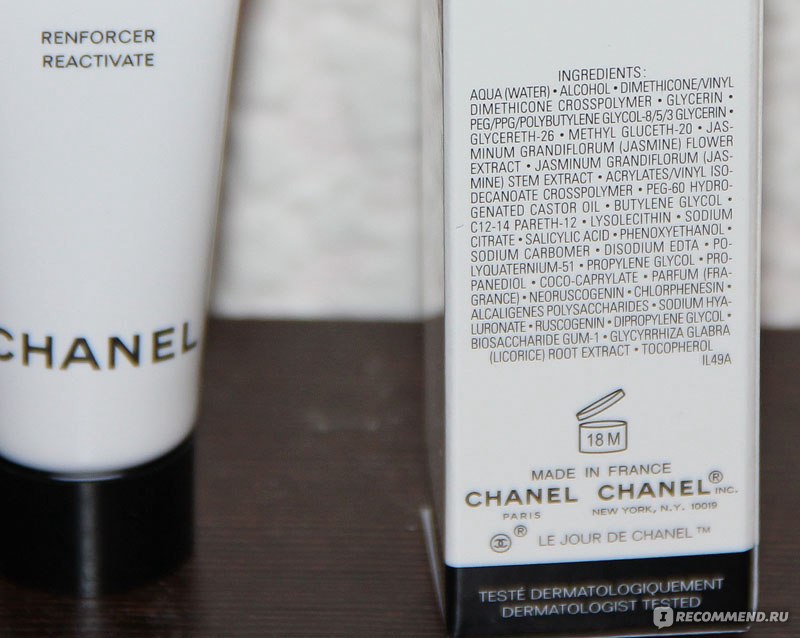 RENFORCER
REACTIVATE
CHANEL
INGREDIENTS:
AQUA (WATER) • ALCOHOL • DIMETHICONE/VINYL
DIMETHICONE CROSSPOLYMER • GLYCERIN •
PEG/PPG/POLYBUTYLENE GLYCOL-8/5/3 GLYCERIN •
GLYCERETH-26 • METHYL GLUCETH-20 • JAS-
MINUM GRANDIFLORUM (JASMINE) FLOWER
EXTRACT • JASMINUM GRANDIFLORUM (JAS-
MINE) STEM EXTRACT • ACRYLATES/VINYL ISO-
DECANOATE CROSSPOLYMER • PEG-60 HYDRO-
GENATED CASTOR OIL • BUTYLENE GLYCOL •
C12-14 PARETH-12 • LYSOLECITHIN • SODIUM
CITRATE • SALICYLIC ACID • PHENOXYETHANOL •
SODIUM CARBOMER • DISODIUM EDTA • PO-
LYQUATERNIUM-51 • PROPYLENE GLYCOL • PRO-
PANEDIOL • COCO-CAPRYLATE • PARFUM (FRA-
GRANCE) • NEORUSCOGENIN • CHLORPHENESIN •
ALCALIGENES POLYSACCHARIDES • SODIUM HYA-
LURONATE • RUSCOGENIN • DIPROPYLENE GLYCOL •
BIOSACCHARIDE GUM-1 • GLYCYRRHIZA GLABRA
(LICORICE) ROOT EXTRACT • TOCOPHEROL
IL49A
18 M
MADE IN FRANCE
CHANEL CHANEL® INC.
PARIS NEW YORK, N.Y. 10019
® LE JOUR DE CHANEL™
TESTÉ DERMATOLOGIQUEMENT
DERMATOLOGIST TESTED
IRECOMMEND.RU